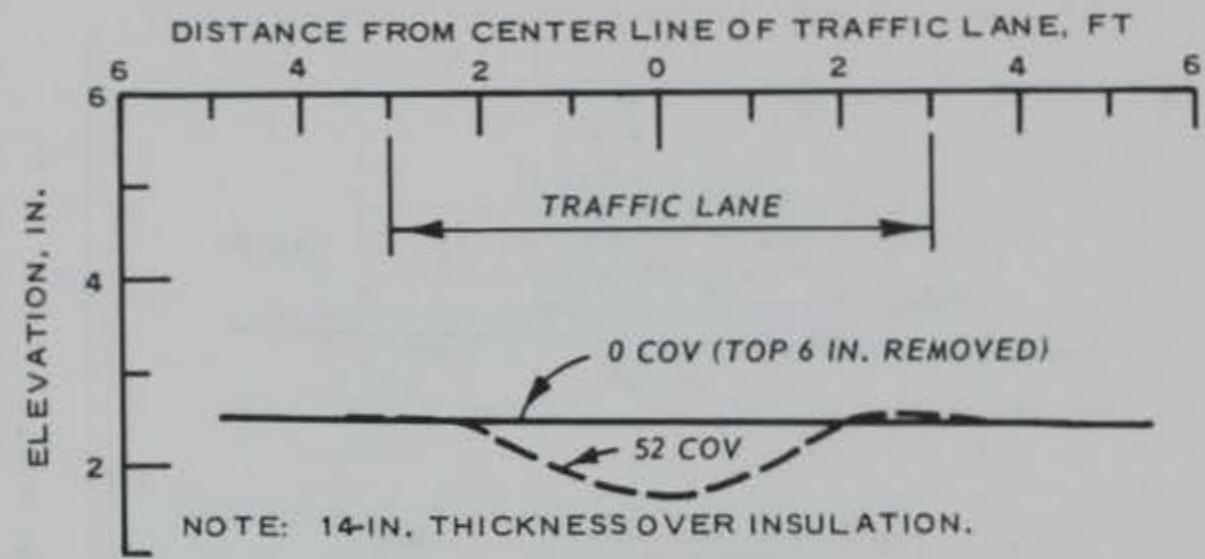 DISTANCE FROM CENTER LINE OF TRAFFIC LANE, FT
6 4 2 0 2 4 6
6
TRAFFIC LANE
ELEVATION, IN.
4
0 COV (TOP 6 IN. REMOVED)
52 COV
2
NOTE: 14-IN. THICKNESS OVER INSULATION.